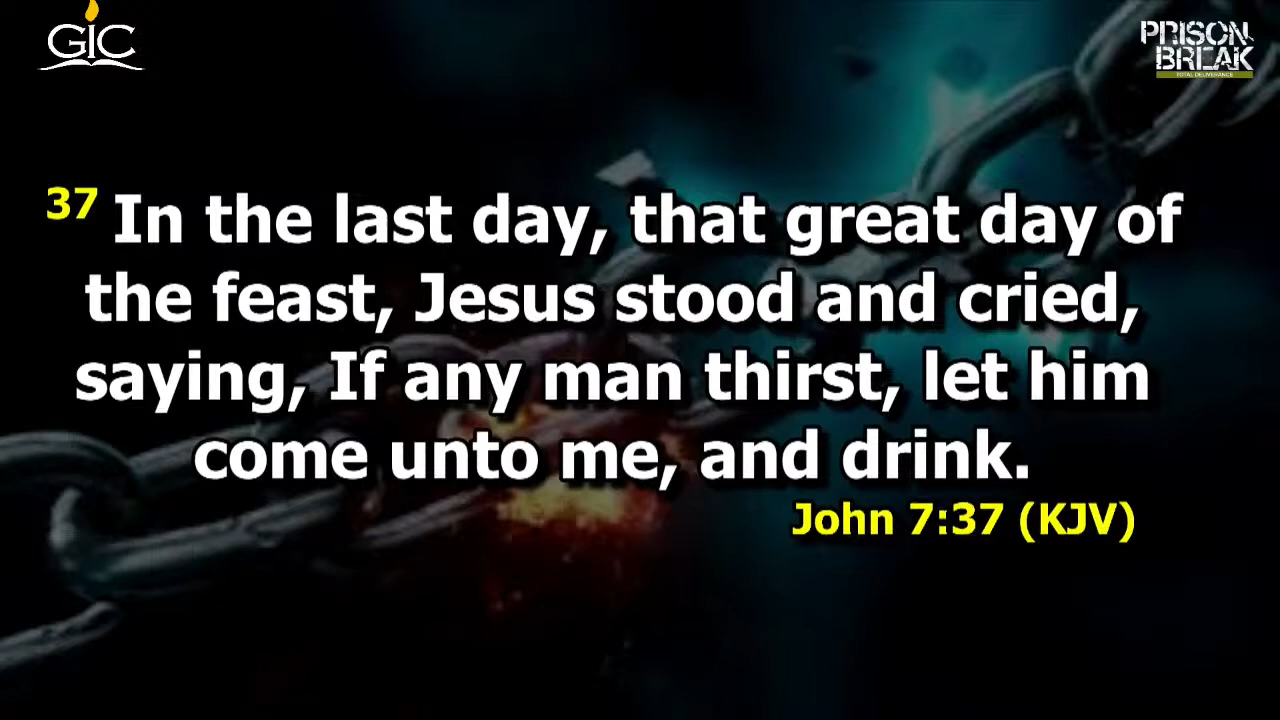 GIC
PRISON
BREAK
TOTAL DELIVERANCE
37 In the last day, that great day of
the feast, Jesus stood and cried,
saying, If any man thirst, let him
come unto me, and drink.
John 7:37 (KJV)